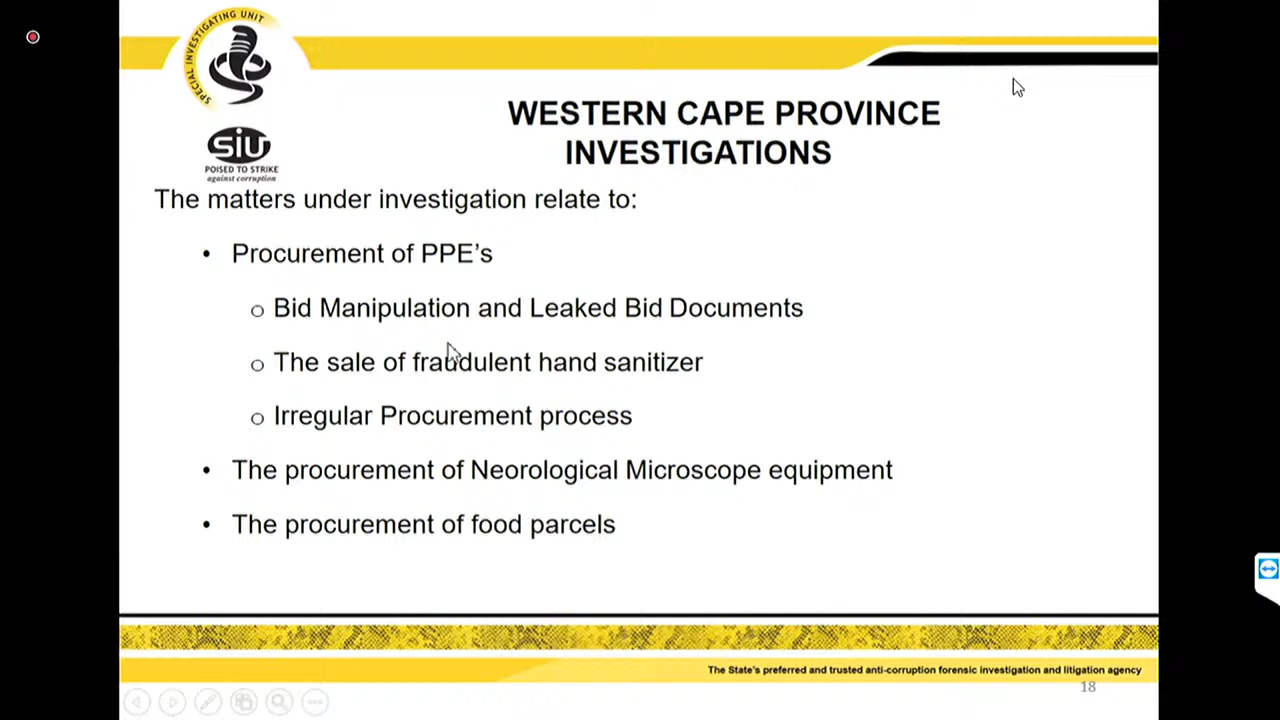 SPECIAL INVESTIGATING UNIT
SIU
POISED TO STRIKE
against corruption
WESTERN CAPE PROVINCE
INVESTIGATIONS
The matters under investigation relate to:
• Procurement of PPE’s
o Bid Manipulation and Leaked Bid Documents
o The sale of fraudulent hand sanitizer
o Irregular Procurement process
• The procurement of Neorological Microscope equipment
• The procurement of food parcels
The State's preferred and trusted anti-corruption forensic investigation and litigation agency
18